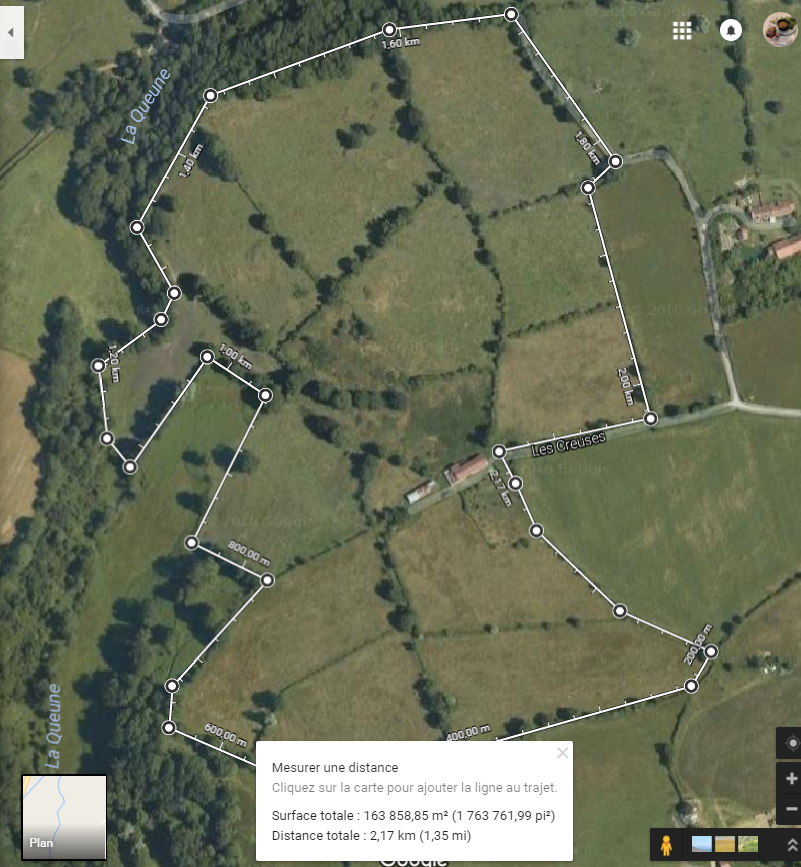 1,60 km
La Queune
1,80 km
1,40 km
1,20 km
1,00 km
2,00 km
Les Creuses
2,17 km
800,00 m
200,00 m
La Queune
600,00 m
400,00 m
Mesurer une distance
Cliquez sur la carte pour ajouter la ligne au trajet.
Surface totale : 163 858,85 m² (1 763 761,99 pi²)
Distance totale : 2,17 km (1,35 mi)
Plan
Google